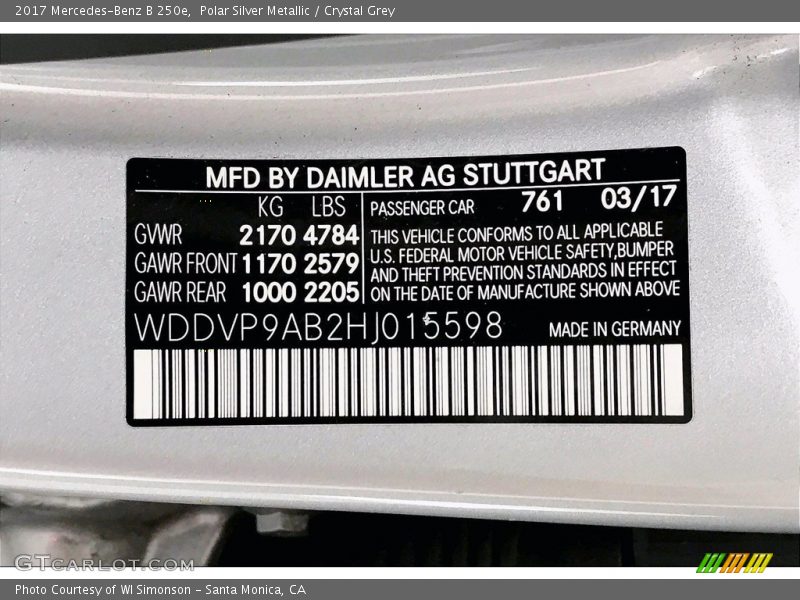 2017 Mercedes-Benz B 250e, Polar Silver Metallic / Crystal Grey
MFD BY DAIMLER AG STUTTGART
KG LBS PASSENGER CAR 761 03/17
GVWR 2170 4784
GAWR FRONT 1170 2579
GAWR REAR 1000 2205
THIS VEHICLE CONFORMS TO ALL APPLICABLE
U.S. FEDERAL MOTOR VEHICLE SAFETY,BUMPER
AND THEFT PREVENTION STANDARDS IN EFFECT
ON THE DATE OF MANUFACTURE SHOWN ABOVE
WDDVP9AB2HJ015598 MADE IN GERMANY
GTCARLOT.COM
Photo Courtesy of WI Simonson - Santa Monica, CA